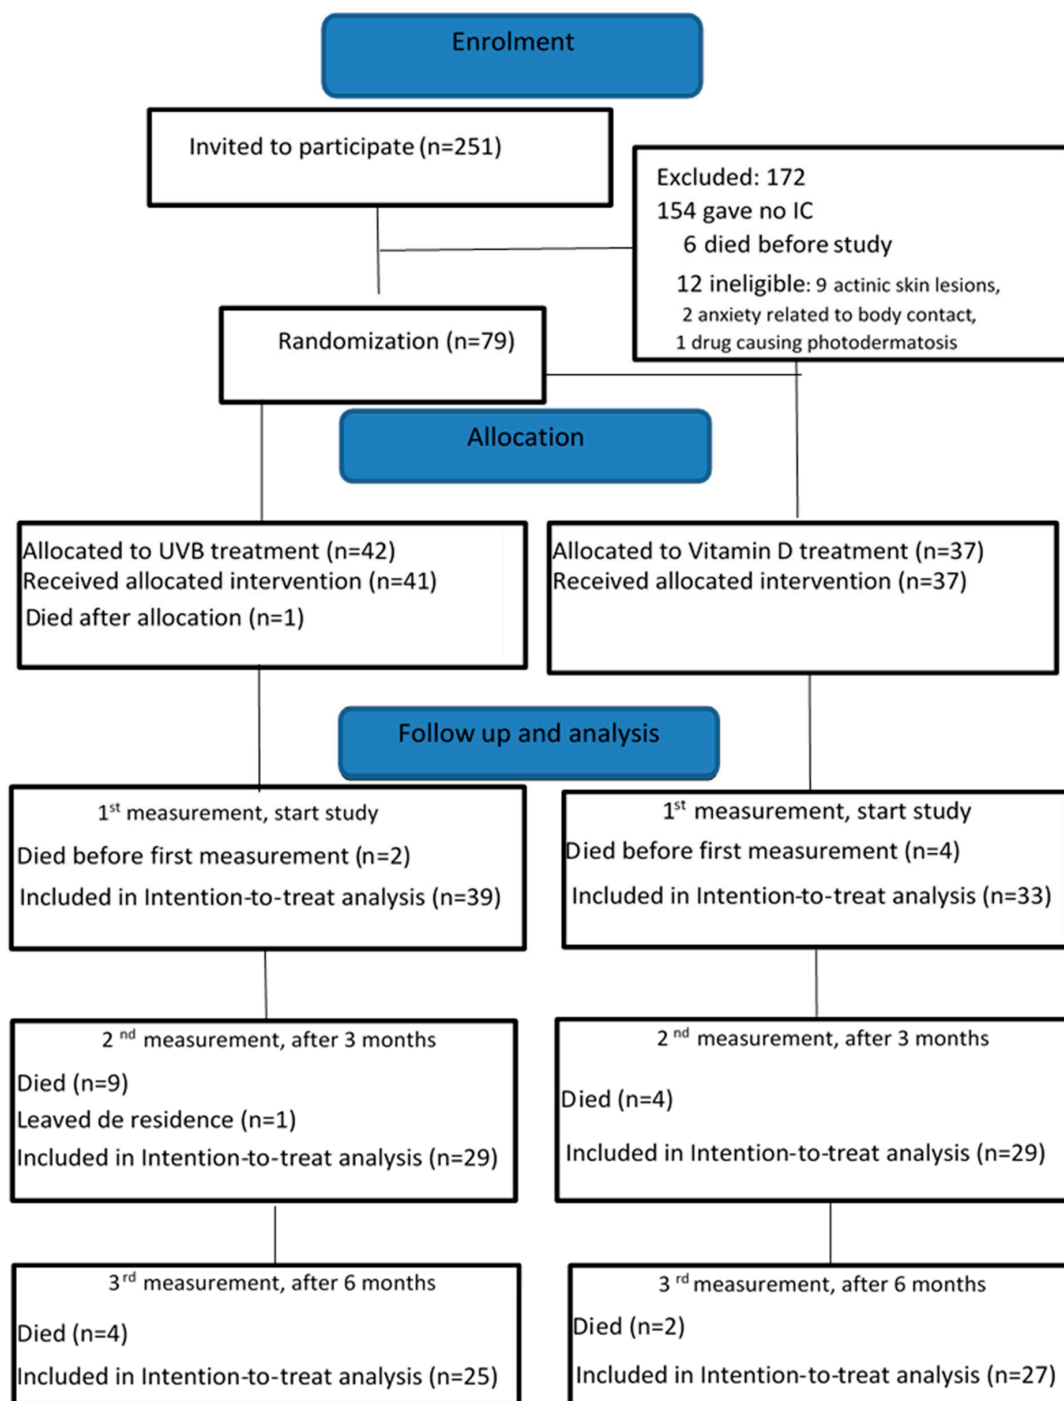 Enrolment
Invited to participate (n=251)
Excluded: 172
154 gave no IC
6 died before study
12 ineligible: 9 actinic skin lesions,
2 anxiety related to body contact,
1 drug causing photodermatosis
Randomization (n=79)
Allocation
Allocated to UVB treatment (n=42)
Received allocated intervention (n=41)
Died after allocation (n=1)
Allocated to Vitamin D treatment (n=37)
Received allocated intervention (n=37)
Follow up and analysis
1st measurement, start study
Died before first measurement (n=2)
Included in Intention-to-treat analysis (n=39)
1st measurement, start study
Died before first measurement (n=4)
Included in Intention-to-treat analysis (n=33)
2 nd measurement, after 3 months
Died (n=9)
Leaved de residence (n=1)
Included in Intention-to-treat analysis (n=29)
2 nd measurement, after 3 months
Died (n=4)
Included in Intention-to-treat analysis (n=29)
3rd measurement, after 6 months
Died (n=4)
Included in Intention-to-treat analysis (n=25)
3 rd measurement, after 6 months
Died (n=2)
Included in Intention-to-treat analysis (n=27)